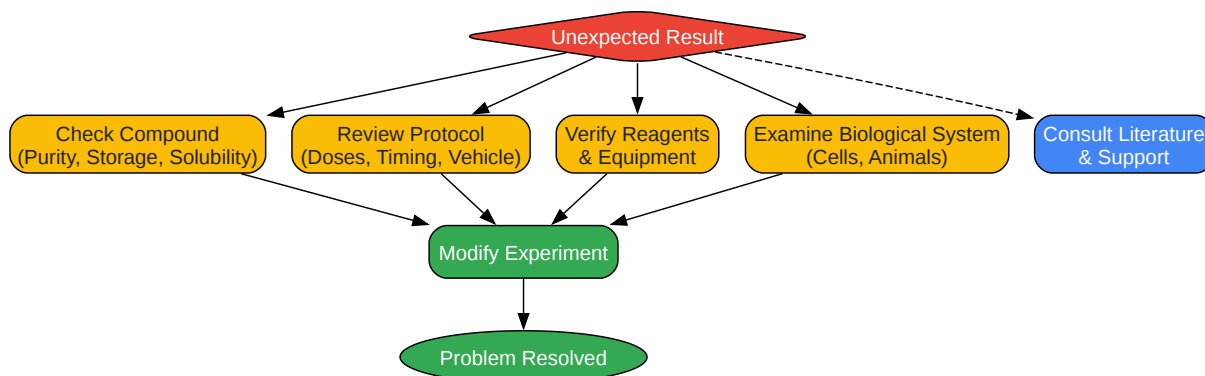 Unexpected Result
Check Compound
(Purity, Storage, Solubility)
Review Protocol
(Doses, Timing, Vehicle)
Verify Reagents
& Equipment
Examine Biological System
(Cells, Animals)
Consult Literature
& Support
Modify Experiment
Problem Resolved